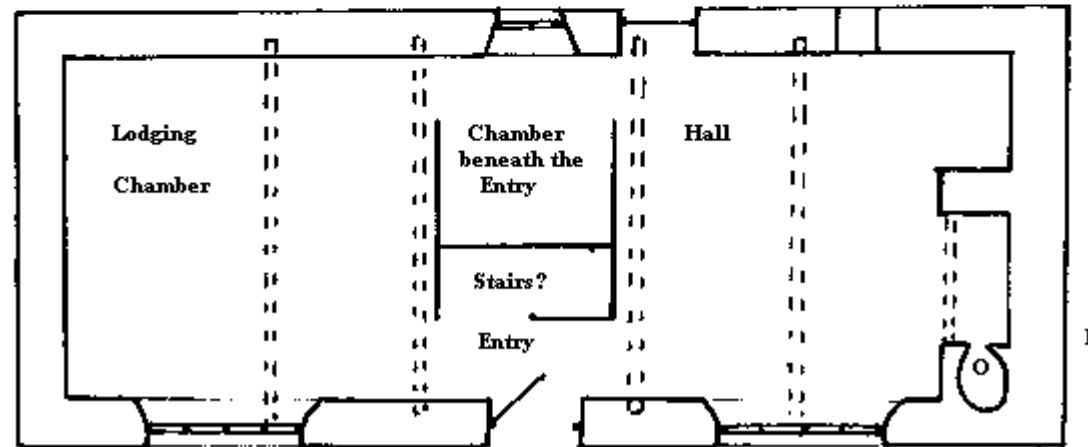 Lodging
Chamber
Chamber
beneath the
Entry
Hall
Stairs?
Entry